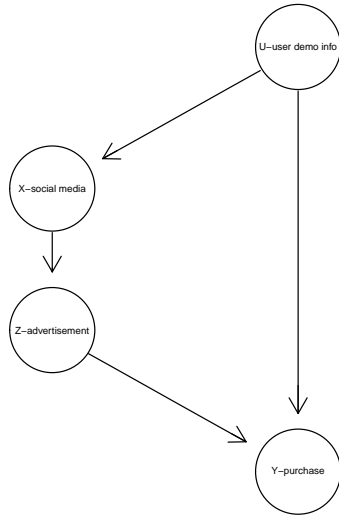 U−user demo info
X−social media
Z−advertisement
Y−purchase